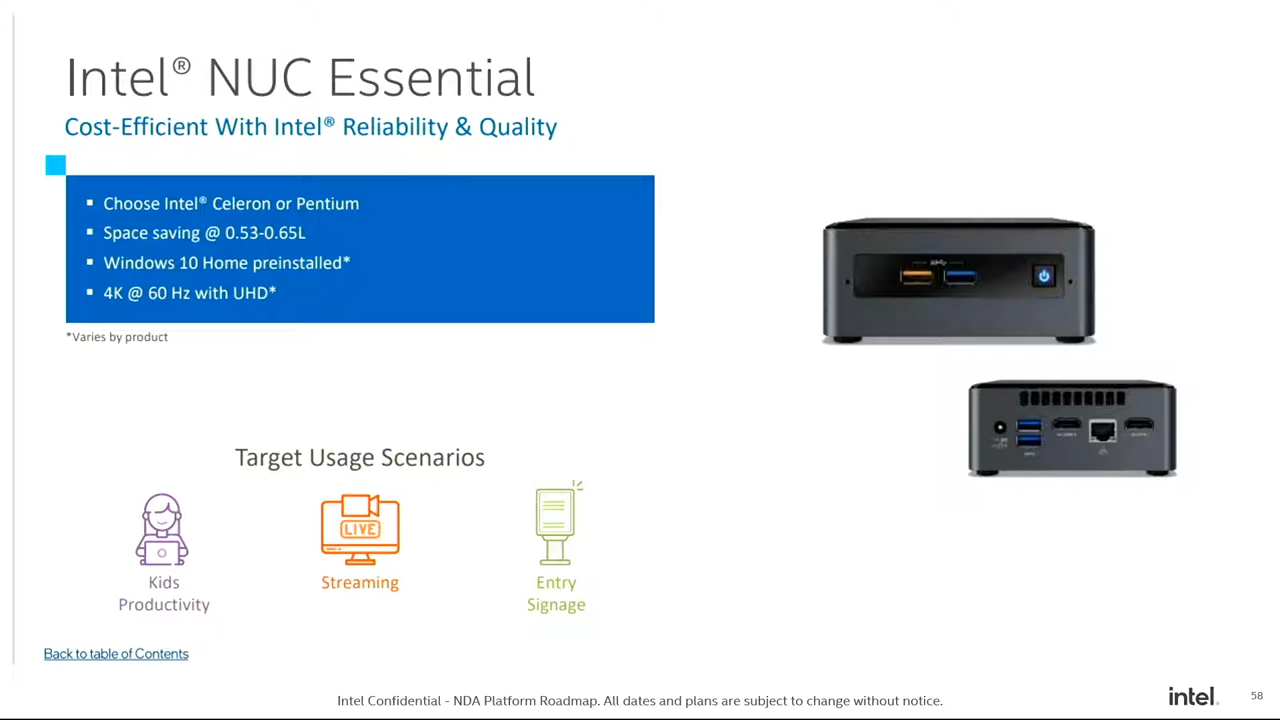 Intel® NUC Essential
Cost-Efficient With Intel® Reliability & Quality
▪ Choose Intel® Celeron or Pentium
▪ Space saving @ 0.53-0.65L
▪ Windows 10 Home preinstalled*
▪ 4K @ 60 Hz with UHD*
*Varies by product
Target Usage Scenarios
Kids
Productivity
LIVE
Streaming
Entry
Signage
Back to table of Contents
Intel Confidential - NDA Platform Roadmap. All dates and plans are subject to change without notice.
intel.
58